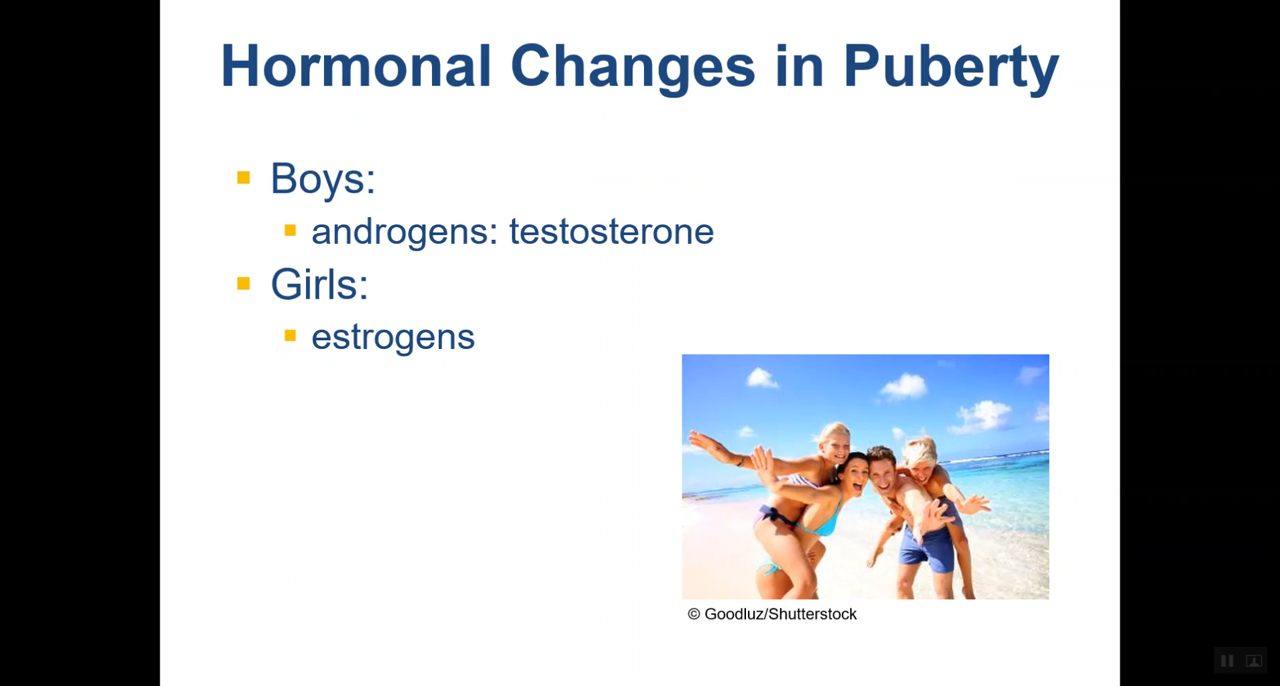 Hormonal Changes in Puberty
Boys:
androgens: testosterone
Girls:
estrogens
© Goodluz/Shutterstock